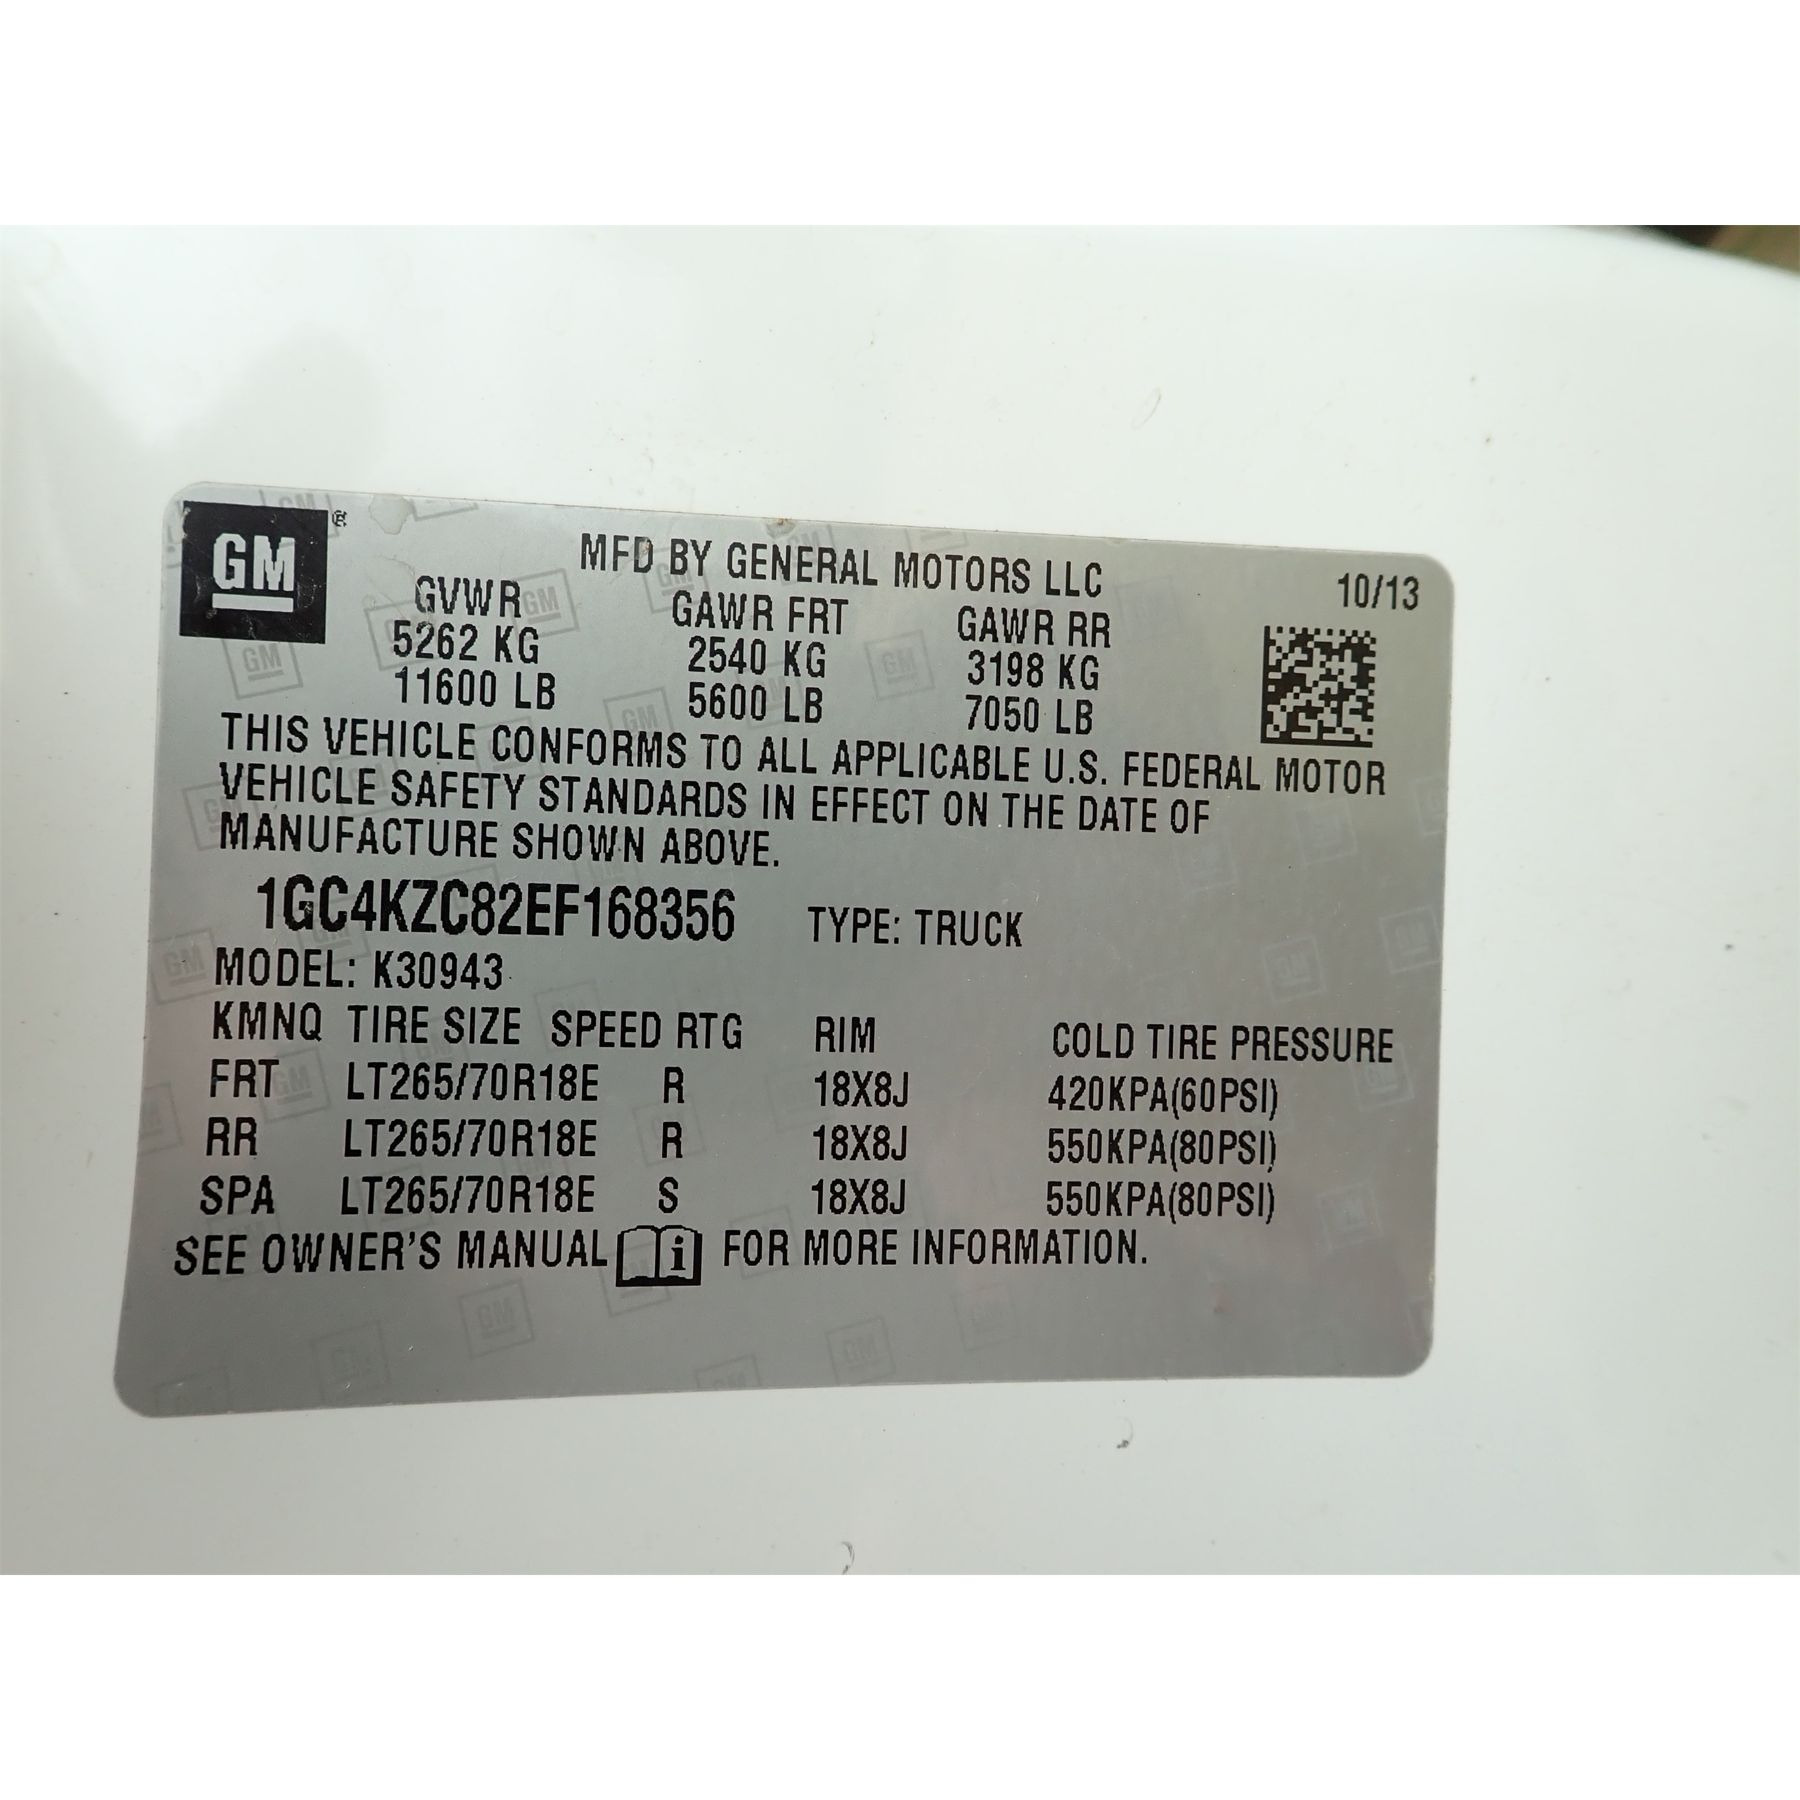 GM ®
MFD BY GENERAL MOTORS LLC 10/13
GVWR GAWR FRT GAWR RR
5262 KG 2540 KG 3198 KG
11600 LB 5600 LB 7050 LB
THIS VEHICLE CONFORMS TO ALL APPLICABLE U.S. FEDERAL MOTOR
VEHICLE SAFETY STANDARDS IN EFFECT ON THE DATE OF
MANUFACTURE SHOWN ABOVE.
1GC4KZC82EF168356 TYPE: TRUCK
MODEL: K30943
KMNQ TIRE SIZE SPEED RTG RIM COLD TIRE PRESSURE
FRT LT265/70R18E R 18X8J 420KPA(60PSI)
RR LT265/70R18E R 18X8J 550KPA(80PSI)
SPA LT265/70R18E S 18X8J 550KPA(80PSI)
SEE OWNER'S MANUAL i FOR MORE INFORMATION.